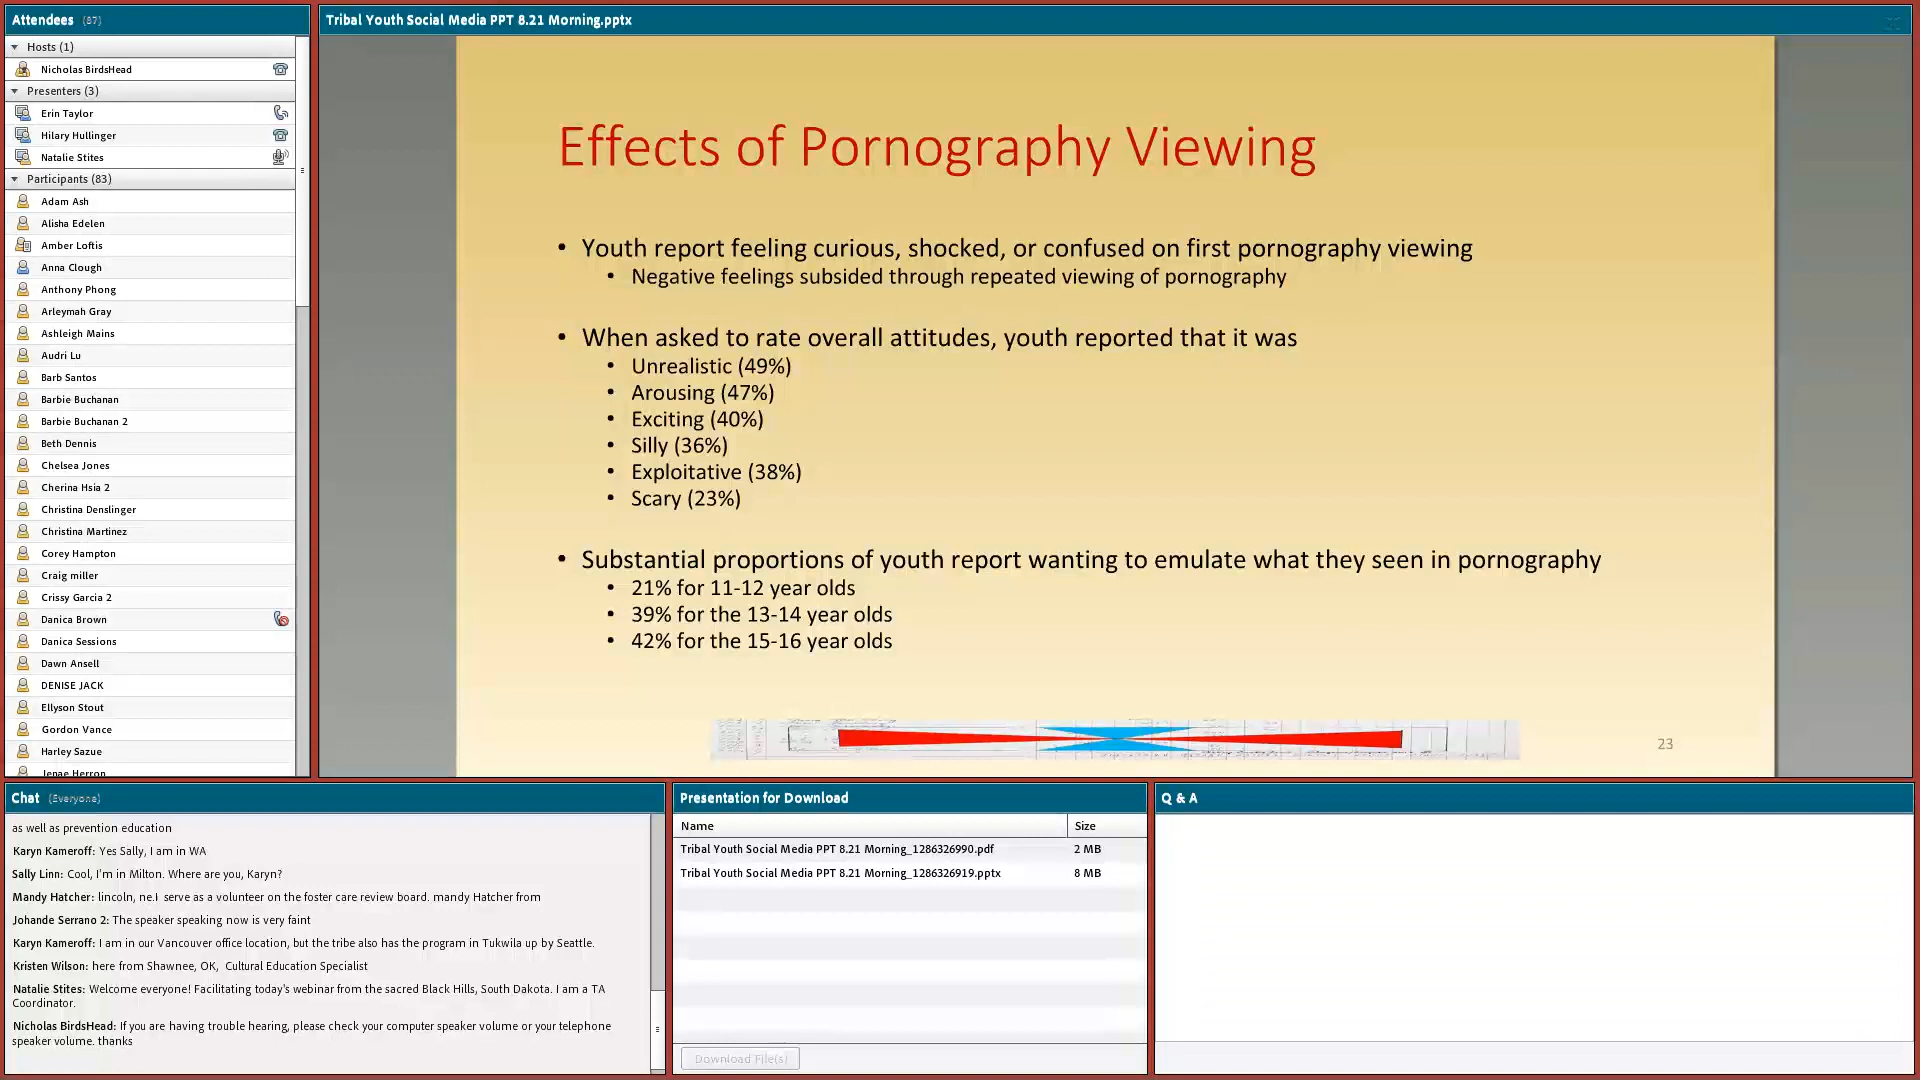 Attendees (87)
Hosts (1)
Nicholas BirdsHead
Presenters (3)
Erin Taylor
Hilary Hullinger
Natalie Stites
Participants (83)
Adam Ash
Alisha Edelen
Amber Loftis
Anna Clough
Anthony Phong
Arleymah Gray
Ashleigh Mains
Audri Lu
Barb Santos
Barbie Buchanan
Barbie Buchanan 2
Beth Dennis
Chelsea Jones
Cherina Hsia 2
Christina Denslinger
Christina Martinez
Corey Hampton
Craig miller
Crissy Garcia 2
Danica Brown
Danica Sessions
Dawn Ansell
DENISE JACK
Ellyson Stout
Gordon Vance
Harley Sazue
Jenae Herron
Tribal Youth Social Media PPT 8.21 Morning.pptx
Effects of Pornography Viewing
• Youth report feeling curious, shocked, or confused on first pornography viewing
• Negative feelings subsided through repeated viewing of pornography
• When asked to rate overall attitudes, youth reported that it was
• Unrealistic (49%)
• Arousing (47%)
• Exciting (40%)
• Silly (36%)
• Exploitative (38%)
• Scary (23%)
• Substantial proportions of youth report wanting to emulate what they seen in pornography
• 21% for 11-12 year olds
• 39% for the 13-14 year olds
• 42% for the 15-16 year olds
23
Chat (Everyone)
as well as prevention education
Karyn Kameroff: Yes Sally, I am in WA
Sally Linn: Cool, I'm in Milton. Where are you, Karyn?
Mandy Hatcher: lincoln, ne.I serve as a volunteer on the foster care review board. mandy Hatcher from
Johande Serrano 2: The speaker speaking now is very faint
Karyn Kameroff: I am in our Vancouver office location, but the tribe also has the program in Tukwila up by Seattle.
Kristen Wilson: here from Shawnee, OK, Cultural Education Specialist
Natalie Stites: Welcome everyone! Facilitating today's webinar from the sacred Black Hills, South Dakota. I am a TA
Coordinator.
Nicholas BirdsHead: If you are having trouble hearing, please check your computer speaker volume or your telephone
speaker volume. thanks
Presentation for Download
Name Size
Tribal Youth Social Media PPT 8.21 Morning_1286326990.pdf 2 MB
Tribal Youth Social Media PPT 8.21 Morning_1286326919.pptx 8 MB
Download File(s)
Q & A